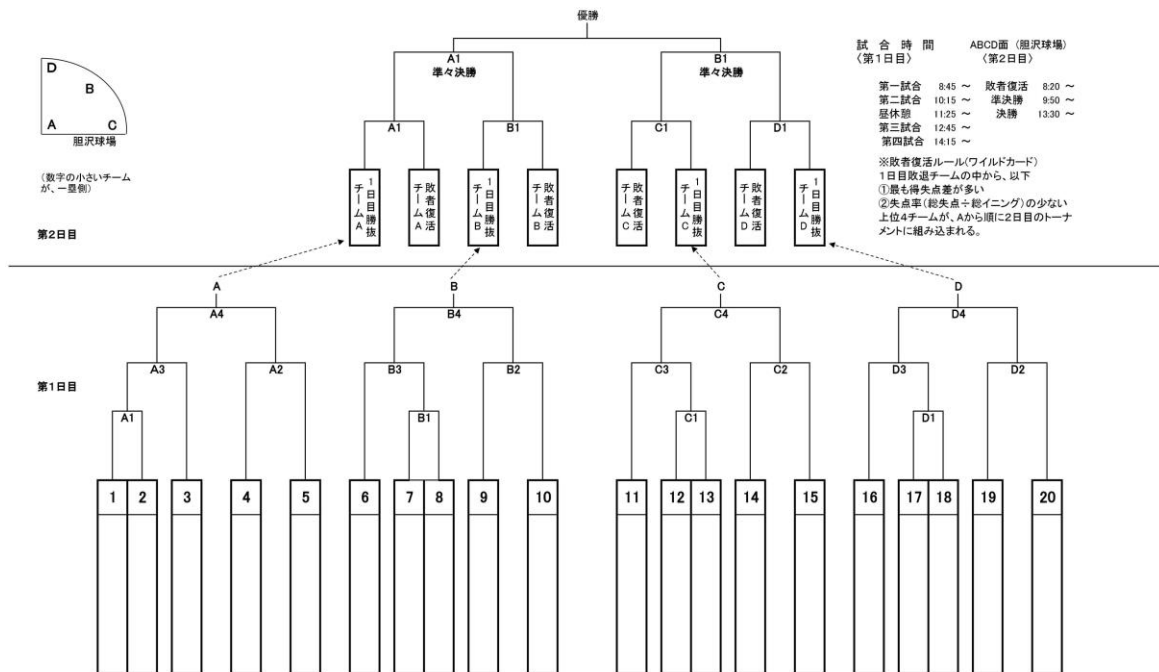 優勝
A1
準々決勝
B1
準々決勝
試合時間
ABCD面（胆沢球場）
〈第1日目〉
〈第2日目〉
第一試合 8:45 ～ 敗者復活 8:20 ～
第二試合 10:15 ～ 準決勝 9:50 ～
昼休憩 11:25 ～ 決勝 13:30 ～
第三試合 12:45 ～
第四試合 14:15 ～
※敗者復活ルール(ワイルドカード)
1日目敗退チームの中から、以下
①最も得失点差が多い
②失点率(総失点÷総イニング)の少ない
上位4チームが、Aから順に2日目のトーナ
メントに組み込まれる。
D
B
A
C
胆沢球場
(数字の小さいチーム
が、一塁側)
A1
B1
C1
D1
1日目勝抜
チームA
敗者復活
チームA
1日目勝抜
チームB
敗者復活
チームB
敗者復活
チームC
1日目勝抜
チームC
敗者復活
チームD
1日目勝抜
チームD
第2日目
A
B
C
D
A4
B4
C4
D4
A3
A2
B3
B2
C3
C2
D3
D2
第1日目
A1
B1
C1
D1
1 2 3 4 5 6 7 8 9 10 11 12 13 14 15 16 17 18 19 20